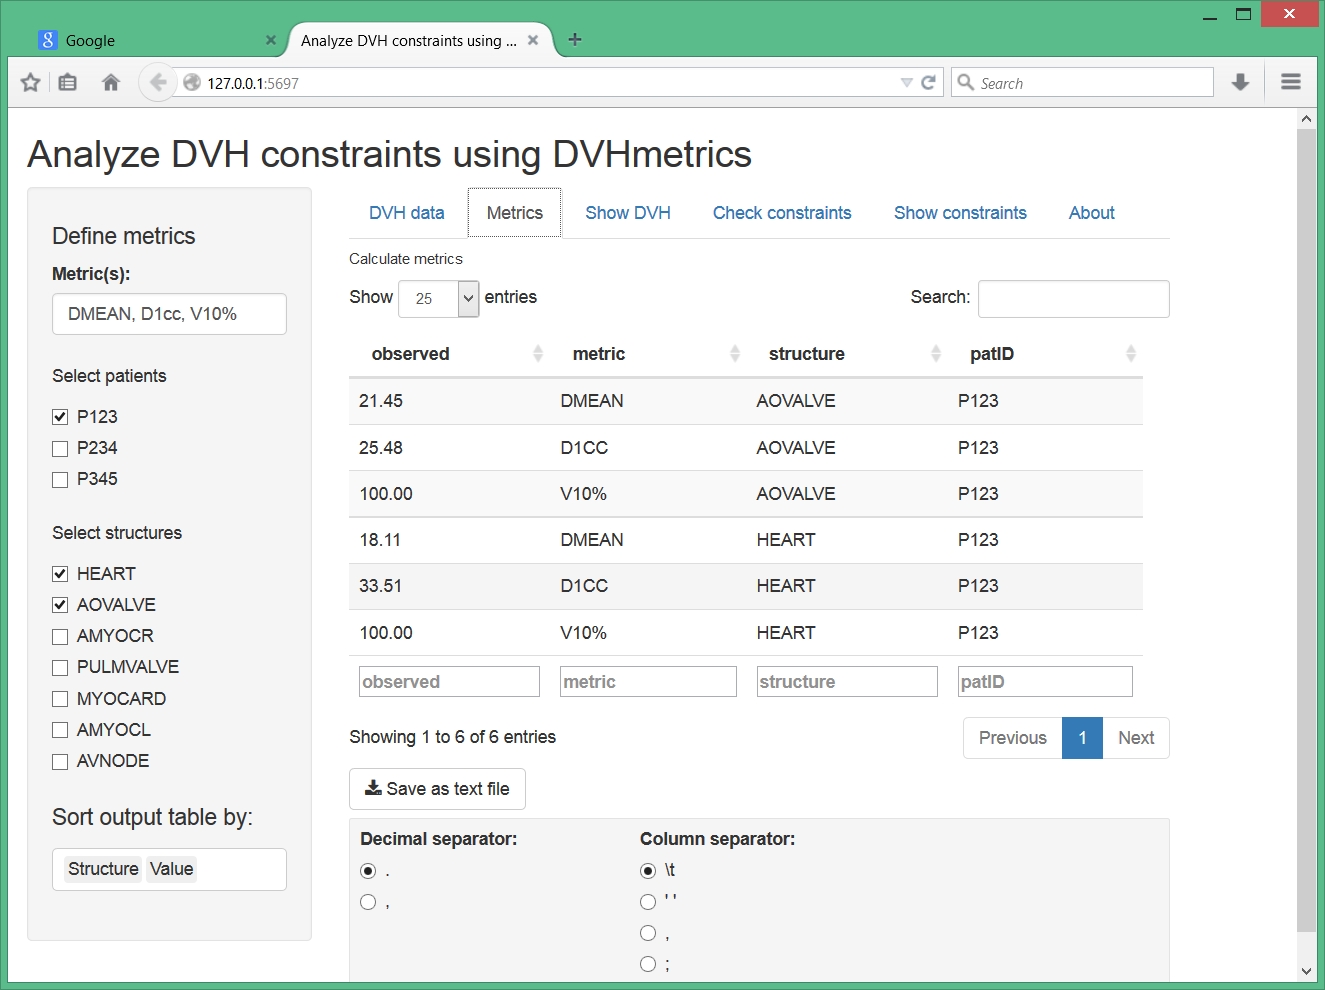 Google
Analyze DVH constraints using ...
127.0.0.1:5697
Search
Analyze DVH constraints using DVHmetrics
Define metrics
Metric(s):
DMEAN, D1cc, V10%
Select patients
P123
P234
P345
Select structures
HEART
AOVALVE
AMYOCR
PULMVALVE
MYOCARD
AMYOCL
AVNODE
Sort output table by:
Structure Value
DVH data Metrics Show DVH Check constraints Show constraints About
Calculate metrics
Show 25 entries Search:
observed metric structure patID
21.45 DMEAN AOVALVE P123
25.48 D1CC AOVALVE P123
100.00 V10% AOVALVE P123
18.11 DMEAN HEART P123
33.51 D1CC HEART P123
100.00 V10% HEART P123
observed metric structure patID
Showing 1 to 6 of 6 entries Previous 1 Next
Save as text file
Decimal separator: Column separator:
. \t
, ' '
,
;